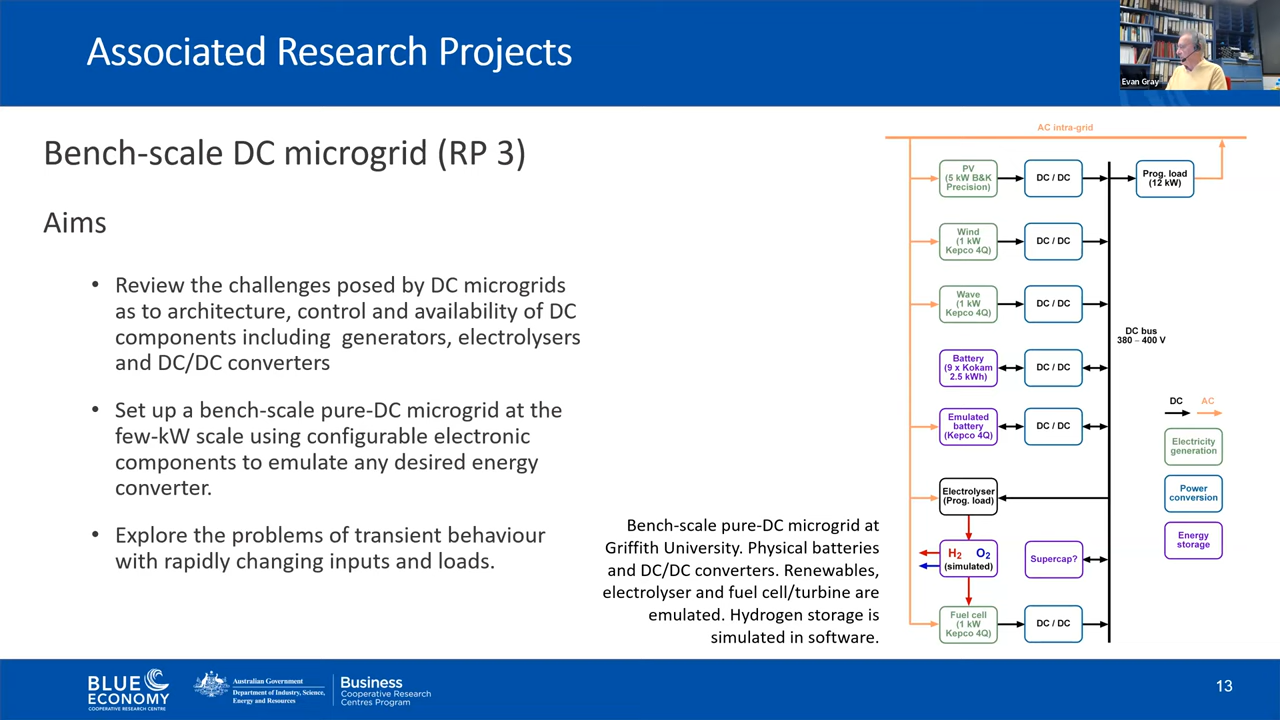 Associated Research Projects
Evan Gray
Bench-scale DC microgrid (RP 3)
Aims
• Review the challenges posed by DC microgrids
as to architecture, control and availability of DC
components including generators, electrolysers
and DC/DC converters
• Set up a bench-scale pure-DC microgrid at the
few-kW scale using configurable electronic
components to emulate any desired energy
converter.
• Explore the problems of transient behaviour
with rapidly changing inputs and loads.
Bench-scale pure-DC microgrid at
Griffith University. Physical batteries
and DC/DC converters. Renewables,
electrolyser and fuel cell/turbine are
emulated. Hydrogen storage is
simulated in software.
AC intra-grid
PV
(5 kW B&K
Precision)
DC / DC
Prog. load
(12 kW)
Wind
(1 kW
Kepco 4Q)
DC / DC
Wave
(1 kW
Kepco 4Q)
DC / DC
DC bus
380 – 400 V
Battery
(9 x Kokam
2.5 kWh)
DC / DC
Emulated
battery
(Kepco 4Q)
DC / DC
Electrolyser
(Prog. load)
H2 O2
(simulated)
Supercap?
Fuel cell
(1 kW
Kepco 4Q)
DC / DC
DC AC
Electricity
generation
Power
conversion
Energy
storage
BLUE
ECONOMY
COOPERATIVE RESEARCH CENTRE
Australian Government
Department of Industry, Science,
Energy and Resources
Business
Cooperative Research
Centres Program
13